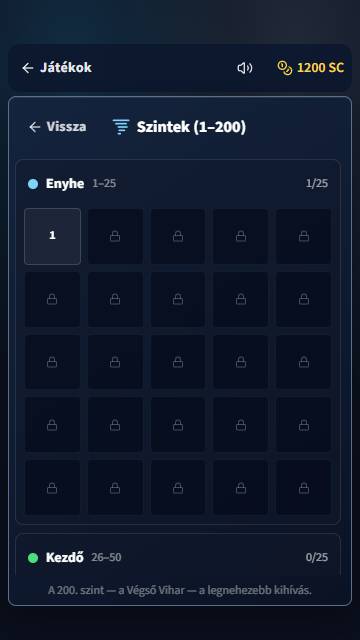 Játékok
1200 SC
Vissza
Szintek (1–200)
Enyhe 1–25 1/25
1
Kezdő 26–50 0/25
A 200. szint — a Végső Vihar — a legnehezebb kihívás.